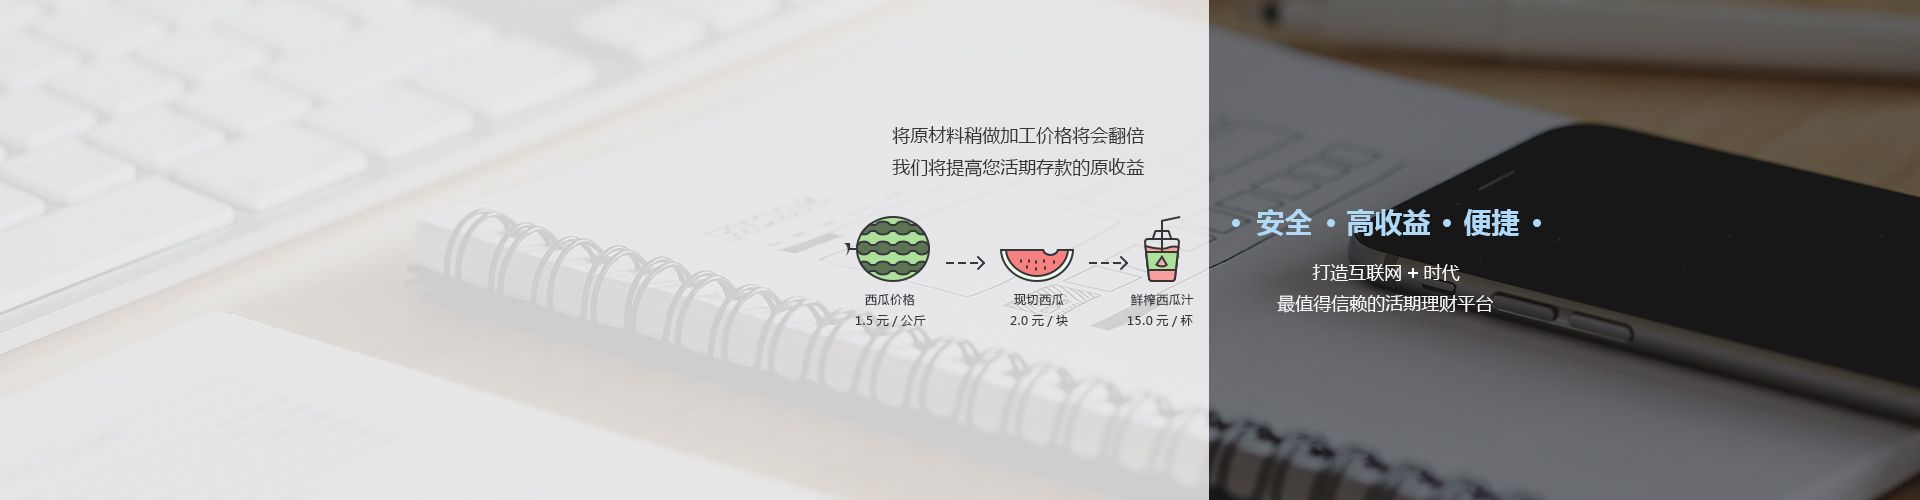 将原材料稍做加工价格将会翻倍
我们将提高您活期存款的原收益
西瓜价格
1.5 元 / 公斤
现切西瓜
2.0 元 / 块
鲜榨西瓜汁
15.0 元 / 杯
• 安全 • 高收益 • 便捷 •
打造互联网 + 时代
最值得信赖的活期理财平台